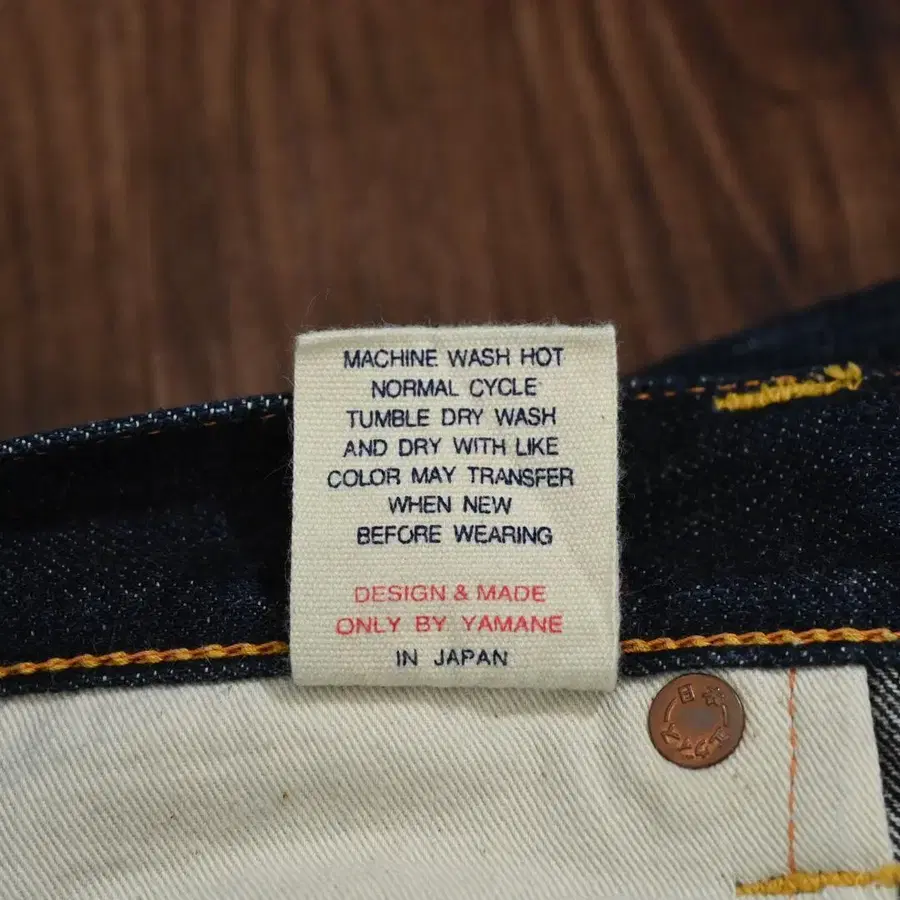 MACHINE WASH HOT
NORMAL CYCLE
TUMBLE DRY WASH
AND DRY WITH LIKE
COLOR MAY TRANSFER
WHEN NEW
BEFORE WEARING
DESIGN & MADE
ONLY BY YAMANE
IN JAPAN